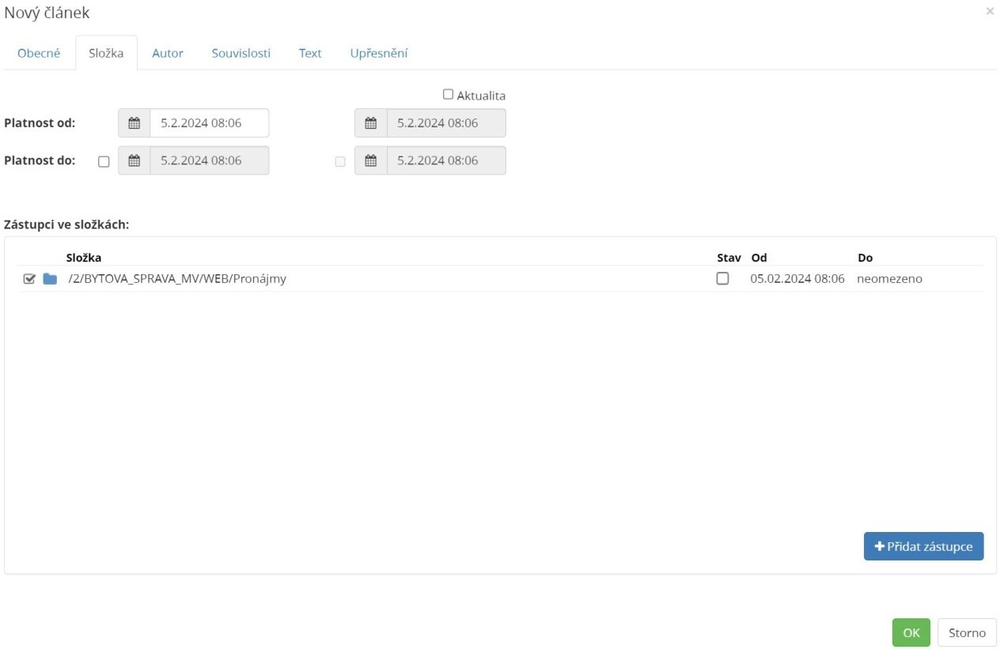 Nový článek ×
Obecné Složka Autor Souvislosti Text Upřesnění
Aktualita
Platnost od: 5.2.2024 08:06 5.2.2024 08:06
Platnost do: 5.2.2024 08:06 5.2.2024 08:06
Zástupci ve složkách:
Složka Stav Od Do
/2/BYTOVA_SPRAVA_MV/WEB/Pronájmy 05.02.2024 08:06 neomezeno
Přidat zástupce
OK Storno